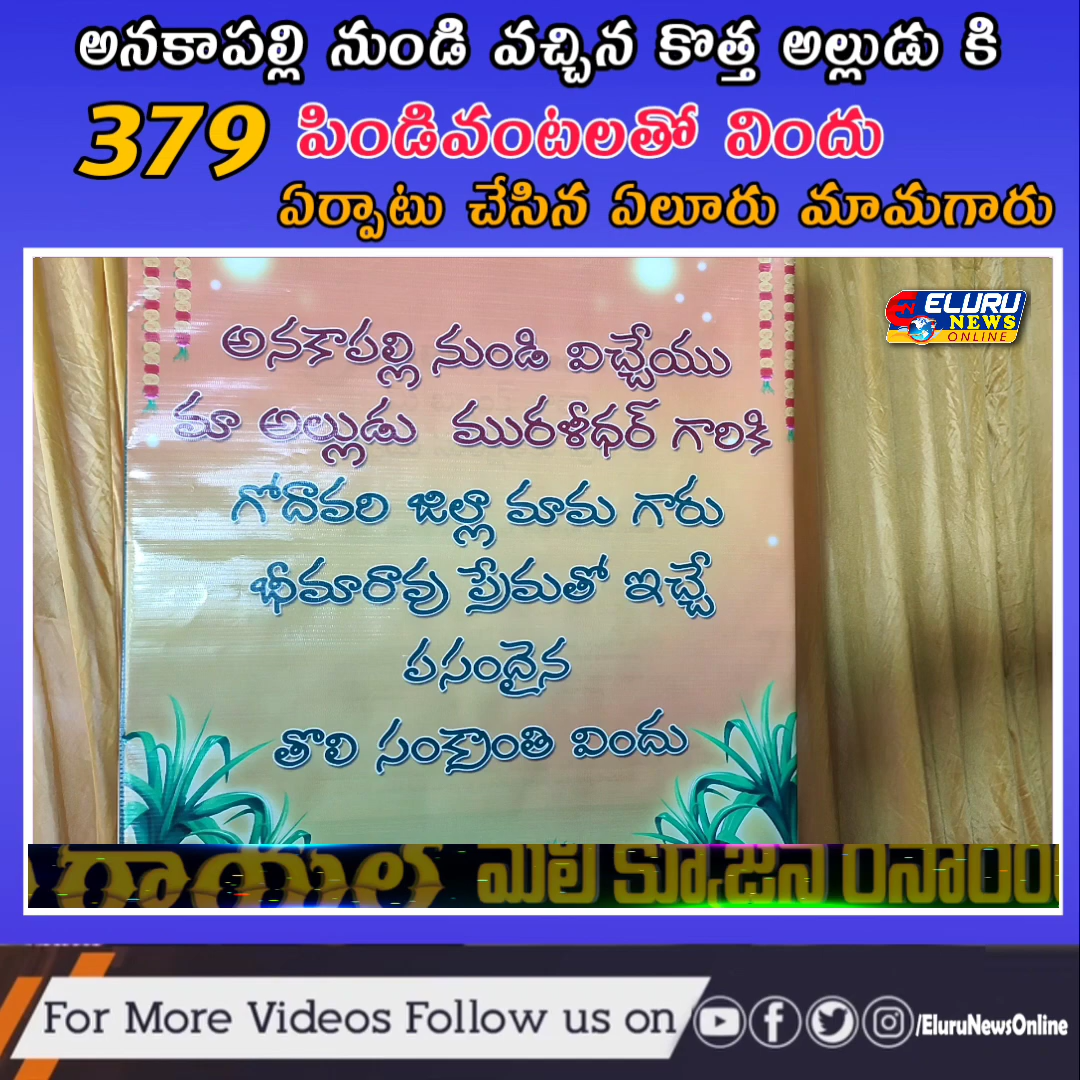 అనకాపల్లి నుండి వచ్చిన కొత్త అల్లుడు కి
379 పిండివంటలతో విందు
ఏర్పాటు చేసిన ఏలూరు మామగారు
ELURU
NEWS
ONLINE
అనకాపల్లి నుండి విచ్చేయు
మా అల్లుడు మురళీధర్ గారికి
గోదావరి జిల్లా మామ గారు
భీమారావు ప్రేమతో ఇచ్చే
పసందైన
తొలి సంక్రాంతి విందు
For More Videos Follow us on /EluruNewsOnline